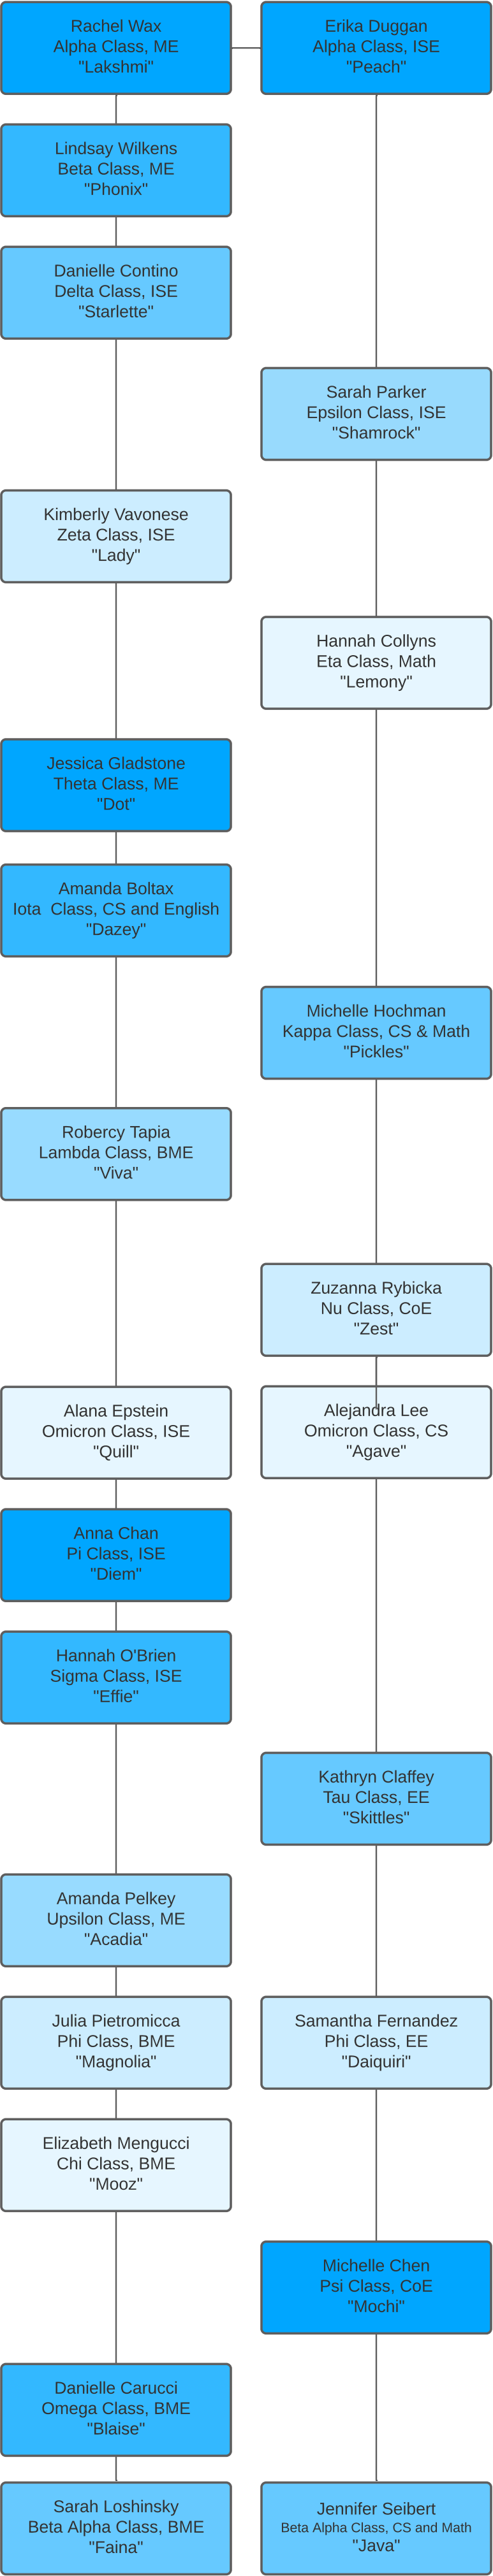 Rachel Wax
Alpha Class, ME
"Lakshmi"
Erika Duggan
Alpha Class, ISE
"Peach"
Lindsay Wilkens
Beta Class, ME
"Phonix"
Danielle Contino
Delta Class, ISE
"Starlette"
Sarah Parker
Epsilon Class, ISE
"Shamrock"
Kimberly Vavonese
Zeta Class, ISE
"Lady"
Hannah Collyns
Eta Class, Math
"Lemony"
Jessica Gladstone
Theta Class, ME
"Dot"
Amanda Boltax
Iota  Class, CS and English
"Dazey"
Michelle Hochman
Kappa Class, CS & Math
"Pickles"
Robercy Tapia
Lambda Class, BME
"Viva"
Zuzanna Rybicka
Nu Class, CoE
"Zest"
Alana Epstein
Omicron Class, ISE
"Quill"
Alejandra Lee
Omicron Class, CS
"Agave"
Anna Chan
Pi Class, ISE
"Diem"
Hannah O'Brien
Sigma Class, ISE
"Effie"
Kathryn Claffey
Tau Class, EE
"Skittles"
Amanda Pelkey
Upsilon Class, ME
"Acadia"
Julia Pietromicca
Phi Class, BME
"Magnolia"
Samantha Fernandez
Phi Class, EE
"Daiquiri"
Elizabeth Mengucci
Chi Class, BME
"Mooz"
Michelle Chen
Psi Class, CoE
"Mochi"
Danielle Carucci
Omega Class, BME
"Blaise"
Sarah Loshinsky
Beta Alpha Class, BME
"Faina"
Jennifer Seibert
Beta Alpha Class, CS and Math
"Java"